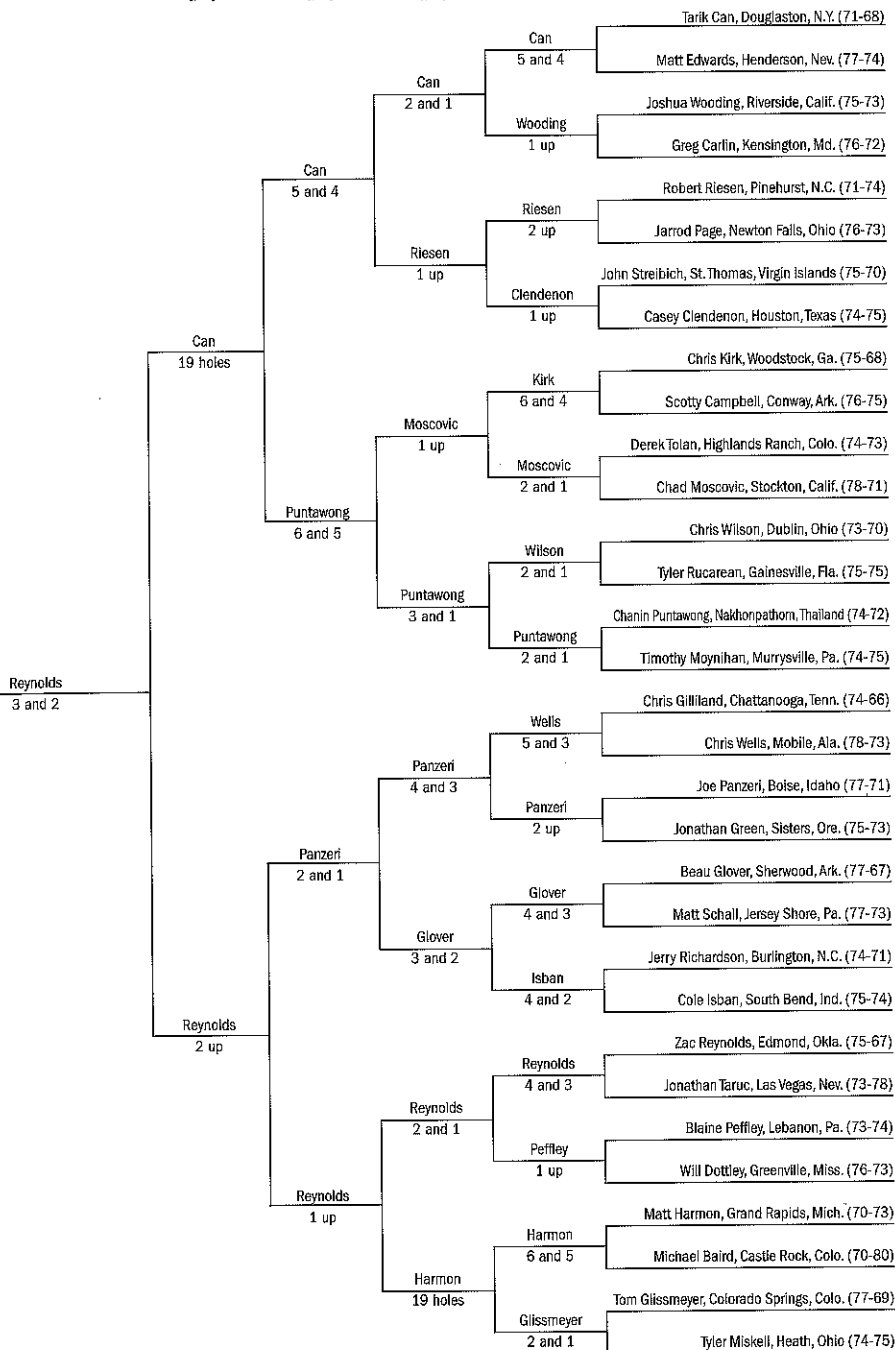 Tarik Can, Douglaston, N.Y. (71-68)
Can
5 and 4
Matt Edwards, Henderson, Nev. (77-74)
Can
2 and 1
Joshua Wooding, Riverside, Calif. (75-73)
Wooding
1 up
Greg Carlin, Kensington, Md. (76-72)
Can
5 and 4
Robert Riesen, Pinehurst, N.C. (71-74)
Riesen
2 up
Jarrod Page, Newton Falls, Ohio (76-73)
Riesen
1 up
John Streibich, St. Thomas, Virgin Islands (75-70)
Clendenon
1 up
Casey Clendenon, Houston, Texas (74-75)
Can
19 holes
Chris Kirk, Woodstock, Ga. (75-68)
Kirk
6 and 4
Scotty Campbell, Conway, Ark. (76-75)
Moscovic
1 up
Derek Tolan, Highlands Ranch, Colo. (74-73)
Moscovic
2 and 1
Chad Moscovic, Stockton, Calif. (78-71)
Puntawong
6 and 5
Chris Wilson, Dublin, Ohio (73-70)
Wilson
2 and 1
Tyler Rucarean, Gainesville, Fla. (75-75)
Puntawong
3 and 1
Chanin Puntawong, Nakhonpathom, Thailand (74-72)
Puntawong
2 and 1
Timothy Moynihan, Murrysville, Pa. (74-75)
Reynolds
3 and 2
Chris Gilliland, Chattanooga, Tenn. (74-66)
Wells
5 and 3
Chris Wells, Mobile, Ala. (78-73)
Panzeri
4 and 3
Joe Panzeri, Boise, Idaho (77-71)
Panzeri
2 up
Jonathan Green, Sisters, Ore. (75-73)
Panzeri
2 and 1
Beau Glover, Sherwood, Ark. (77-67)
Glover
4 and 3
Matt Schall, Jersey Shore, Pa. (77-73)
Glover
3 and 2
Jerry Richardson, Burlington, N.C. (74-71)
Isban
4 and 2
Cole Isban, South Bend, Ind. (75-74)
Reynolds
2 up
Zac Reynolds, Edmond, Okla. (75-67)
Reynolds
4 and 3
Jonathan Taruc, Las Vegas, Nev. (73-78)
Reynolds
2 and 1
Blaine Peffley, Lebanon, Pa. (73-74)
Peffley
1 up
Will Dottley, Greenville, Miss. (76-73)
Reynolds
1 up
Matt Harmon, Grand Rapids, Mich. (70-73)
Harmon
6 and 5
Michael Baird, Castle Rock, Colo. (70-80)
Harmon
19 holes
Tom Glissmeyer, Colorado Springs, Colo. (77-69)
Glissmeyer
2 and 1
Tyler Miskell, Heath, Ohio (74-75)